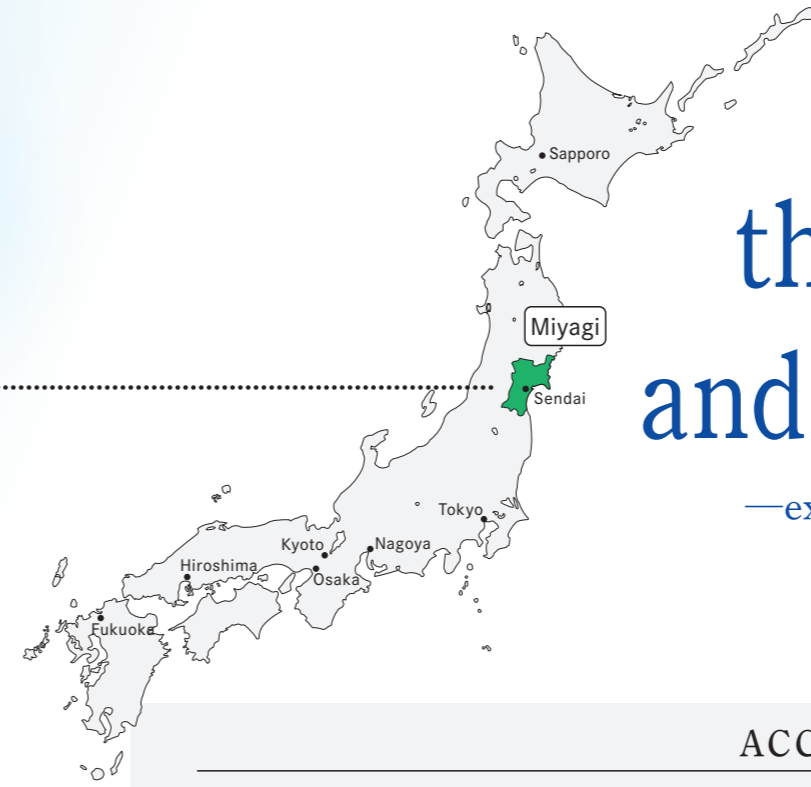 Sapporo
th
Miyagi
and
Sendai
—ex
Tokyo
Kyoto
Nagoya
Hiroshima
Osaka
Fukuoka
ACC